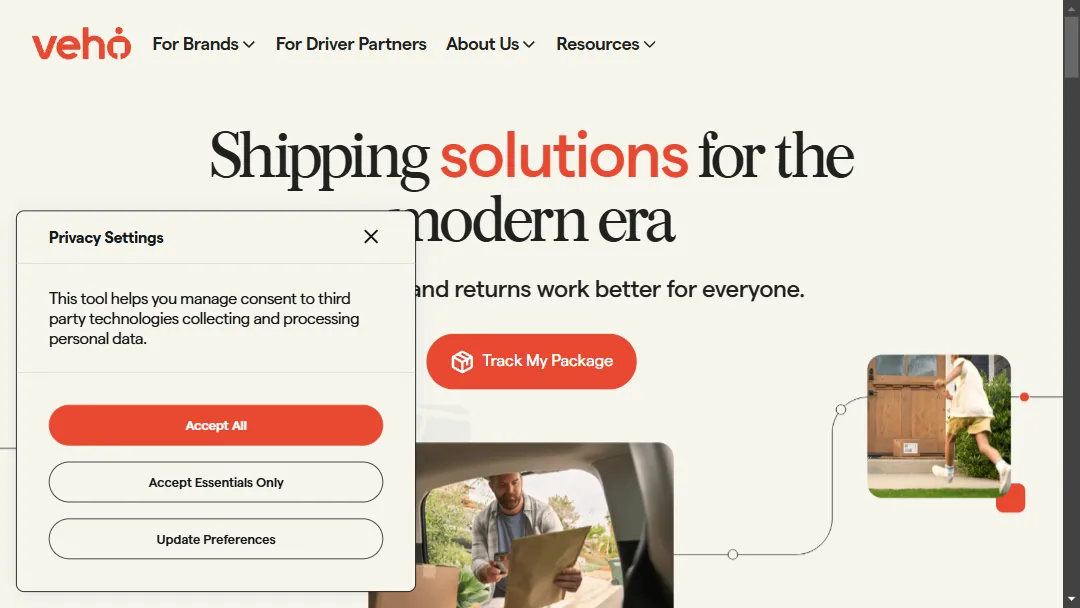 veho
For Brands
For Driver Partners
About Us
Resources
Shipping solutions for the
modern era
and returns work better for everyone.
Track My Package
Privacy Settings
This tool helps you manage consent to third
party technologies collecting and processing
personal data.
Accept All
Accept Essentials Only
Update Preferences